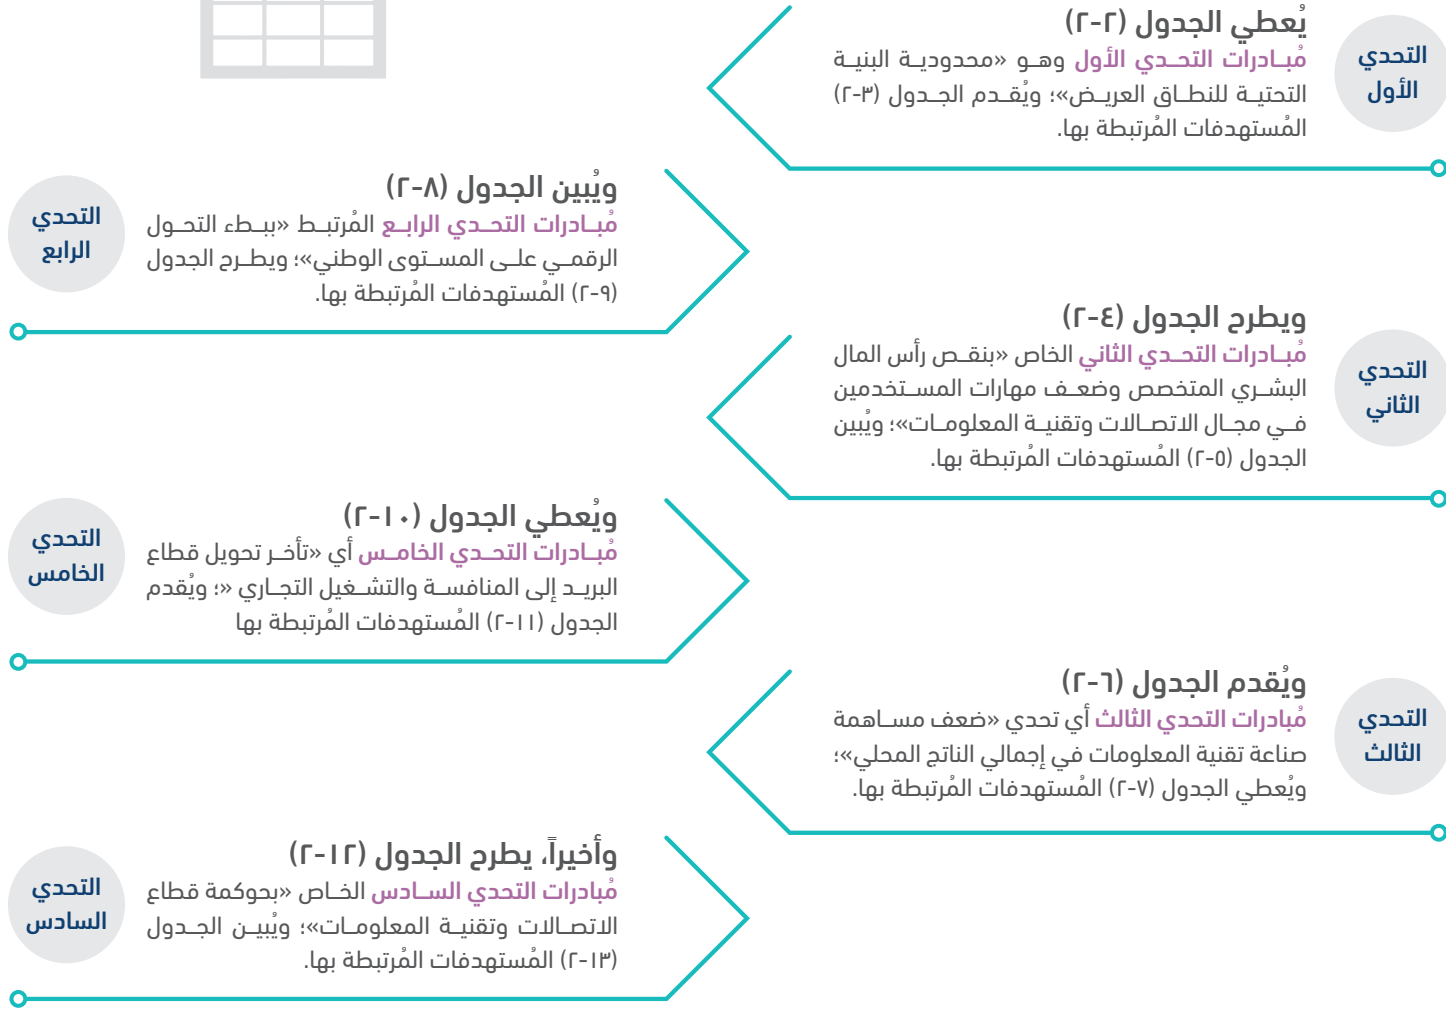 التحدي
الأول
يُعطي الجدول (٢-٢)
مُبادرات التحدي الأول وهو «محدودية البنية
التحتية للنطاق العريض»؛ ويُقدم الجدول (٣-٢)
المُستهدفات المُرتبطة بها.
التحدي
الرابع
ويُبين الجدول (٨-٢)
مُبادرات التحدي الرابع المُرتبط «ببطء التحول
الرقمي على المستوى الوطني»؛ ويطرح الجدول
(٩-٢) المُستهدفات المُرتبطة بها.
التحدي
الثاني
ويطرح الجدول (٤-٢)
مُبادرات التحدي الثاني الخاص «بنقص رأس المال
البشري المتخصص وضعف مهارات المستخدمين
في مجال الاتصالات وتقنية المعلومات»؛ ويُبين
الجدول (٥-٢) المُستهدفات المُرتبطة بها.
التحدي
الخامس
ويُعطي الجدول (١٠-٢)
مُبادرات التحدي الخامس أي «تأخر تحويل قطاع
البريد إلى المنافسة والتشغيل التجاري «؛ ويُقدم
الجدول (١١-٢) المُستهدفات المُرتبطة بها
التحدي
الثالث
ويُقدم الجدول (٦-٢)
مُبادرات التحدي الثالث أي تحدي «ضعف مساهمة
صناعة تقنية المعلومات في إجمالي الناتج المحلي»؛
ويُعطي الجدول (٧-٢) المُستهدفات المُرتبطة بها.
التحدي
السادس
وأخيراً، يطرح الجدول (١٢-٢)
مُبادرات التحدي السادس الخاص «بحوكمة قطاع
الاتصالات وتقنية المعلومات»؛ ويُبين الجدول
(١٣-٢) المُستهدفات المُرتبطة بها.